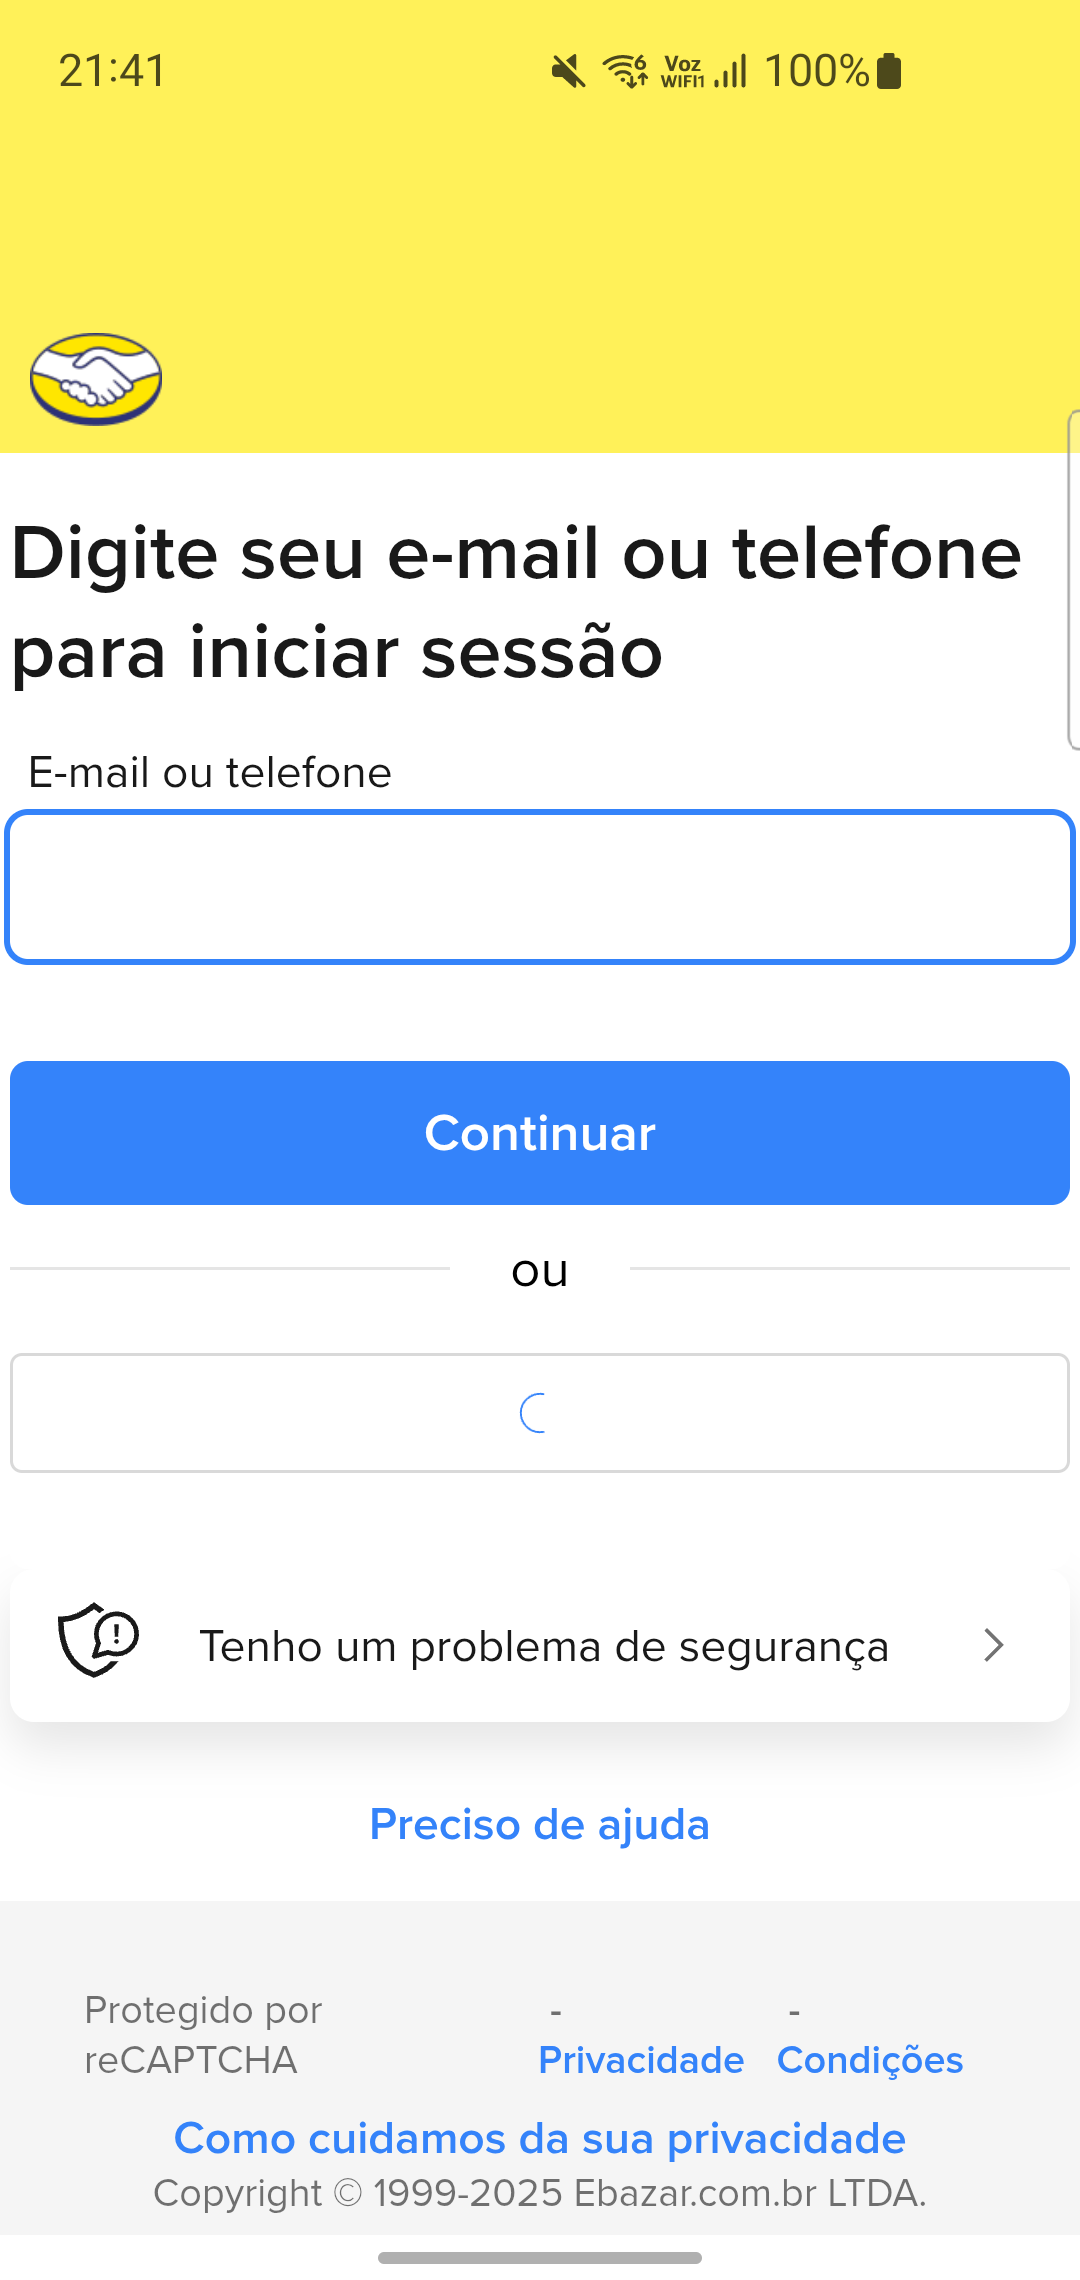 21:41 6 Voz WIFI1 100%
Digite seu e-mail ou telefone
para iniciar sessão
E-mail ou telefone
Continuar
ou
Tenho um problema de segurança
Preciso de ajuda
Protegido por - -
reCAPTCHA Privacidade Condições
Como cuidamos da sua privacidade
Copyright © 1999-2025 Ebazar.com.br LTDA.